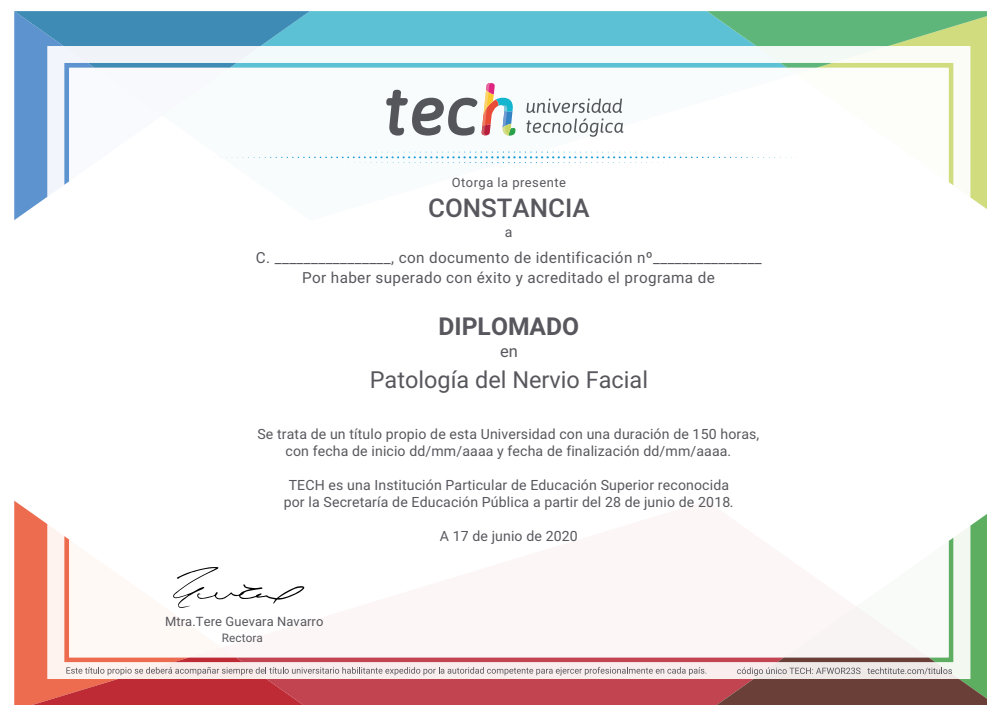 tech universidad
tecnológica
Otorga la presente
CONSTANCIA
a
C. ________________, con documento de identificación nº_______________
Por haber superado con éxito y acreditado el programa de
DIPLOMADO
en
Patología del Nervio Facial
Se trata de un título propio de esta Universidad con una duración de 150 horas,
con fecha de inicio dd/mm/aaaa y fecha de finalización dd/mm/aaaa.
TECH es una Institución Particular de Educación Superior reconocida
por la Secretaría de Educación Pública a partir del 28 de junio de 2018.
A 17 de junio de 2020
Mtra.Tere Guevara Navarro
Rectora
Este título propio se deberá acompañar siempre del título universitario habilitante expedido por la autoridad competente para ejercer profesionalmente en cada país. código único TECH: AFWOR23S techtitute.com/titulos